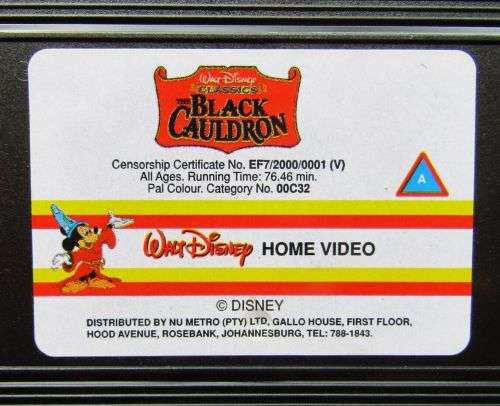 WALT DISNEY
CLASSICS
THE
BLACK
CAULDRON
Censorship Certificate No. EF7/2000/0001 (V)
All Ages. Running Time: 76.46 min.
Pal Colour. Category No. 00C32
A
WALT DISNEY HOME VIDEO
© DISNEY
DISTRIBUTED BY NU METRO (PTY) LTD, GALLO HOUSE, FIRST FLOOR,
HOOD AVENUE, ROSEBANK, JOHANNESBURG, TEL: 788-1843.